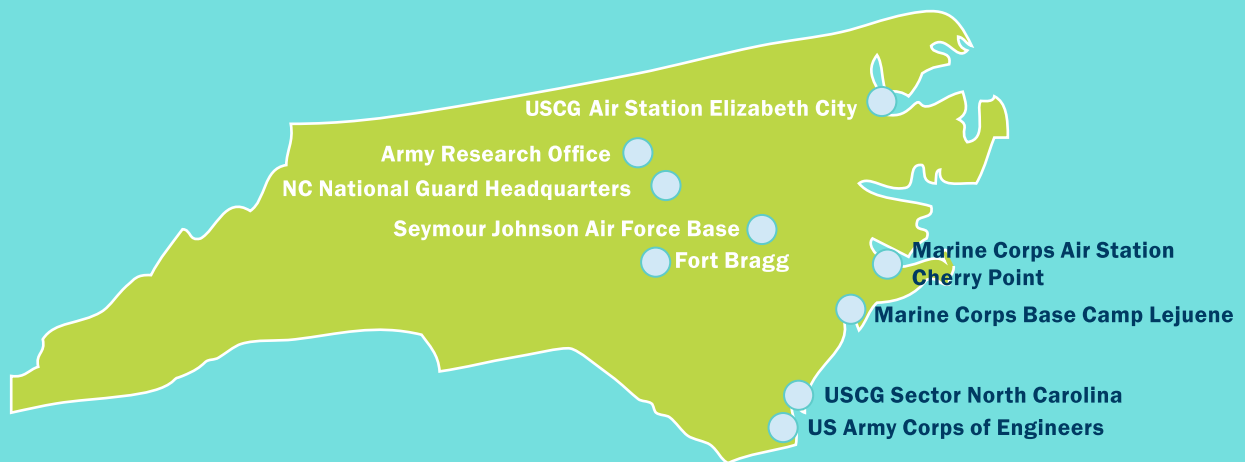 USCG Air Station Elizabeth City
Army Research Office
NC National Guard Headquarters
Seymour Johnson Air Force Base
Fort Bragg
Marine Corps Air Station
Cherry Point
Marine Corps Base Camp Lejuene
USCG Sector North Carolina
US Army Corps of Engineers